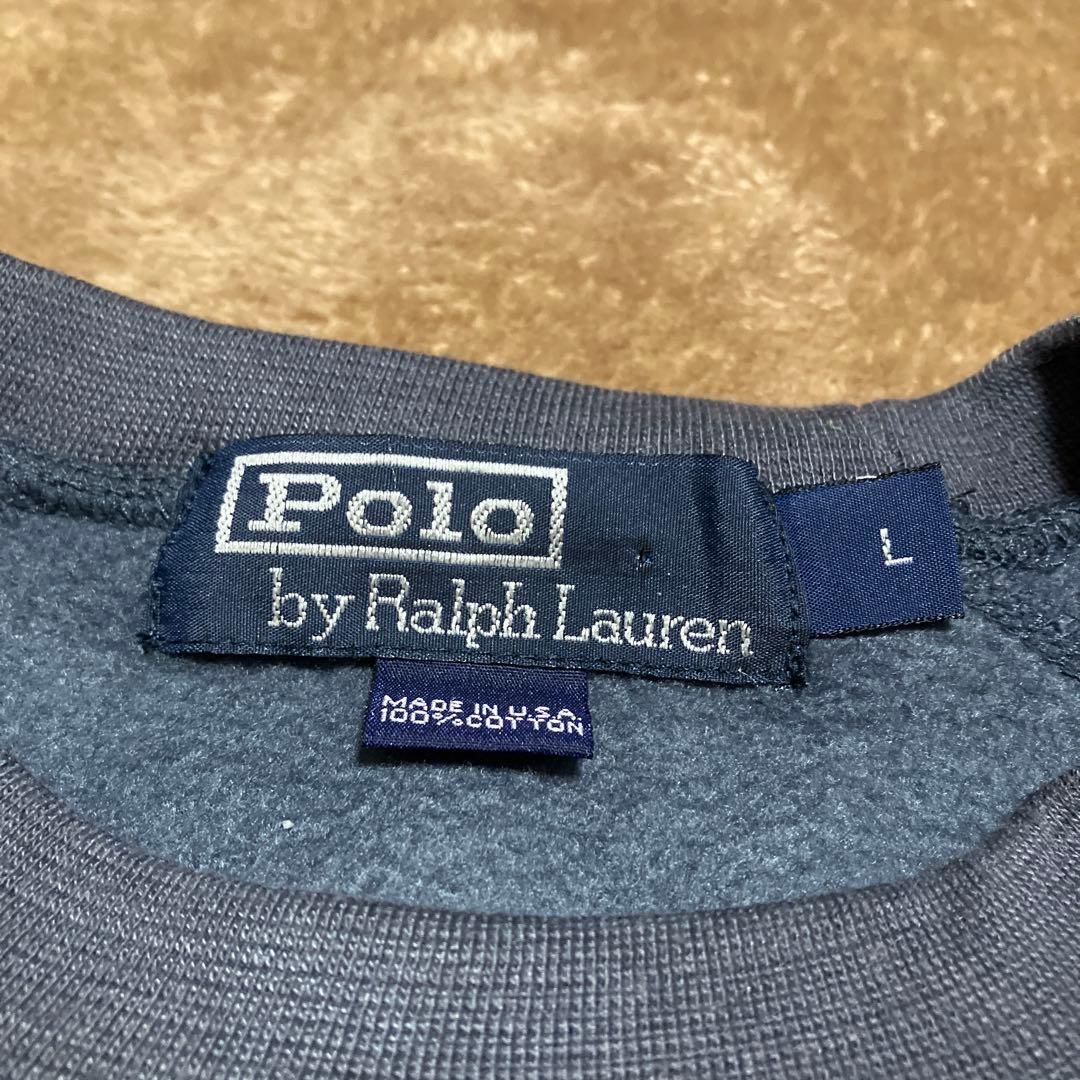 Polo
by Ralph Lauren
L
MADE IN U.S.A.
100% COTTON